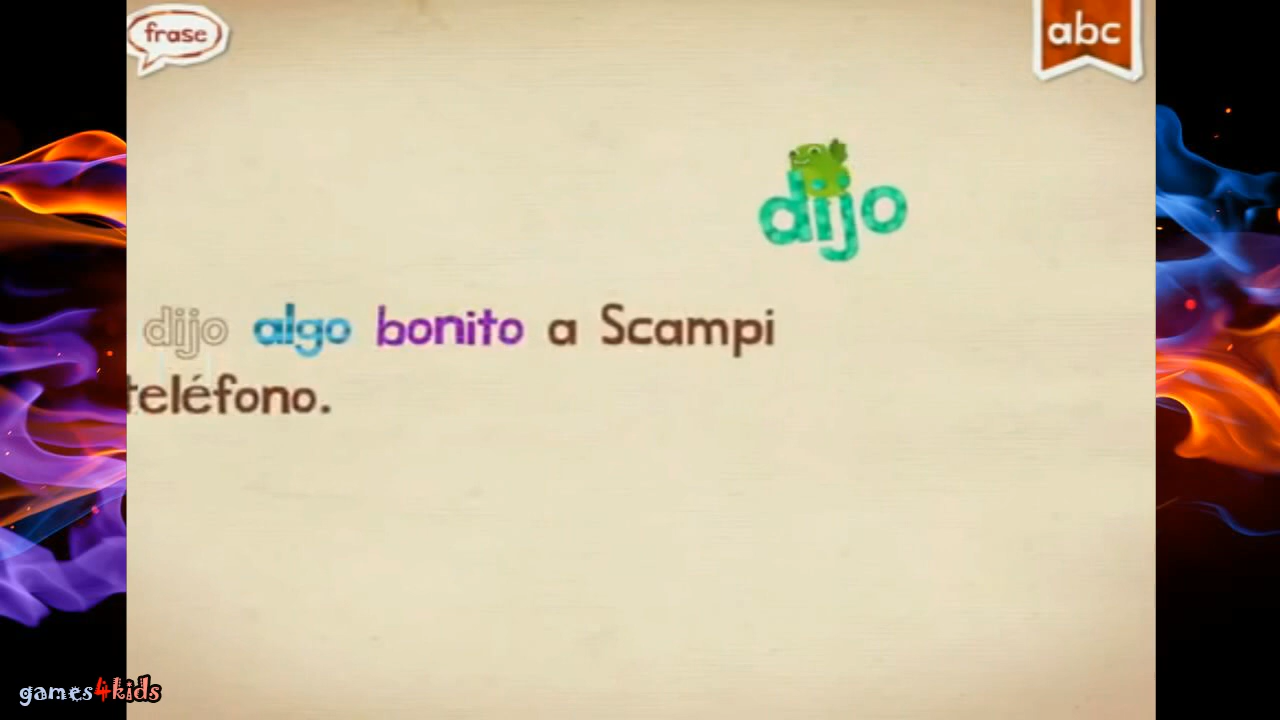 frase
abc
dijo
dijo algo bonito a Scampi
teléfono.
games4kids